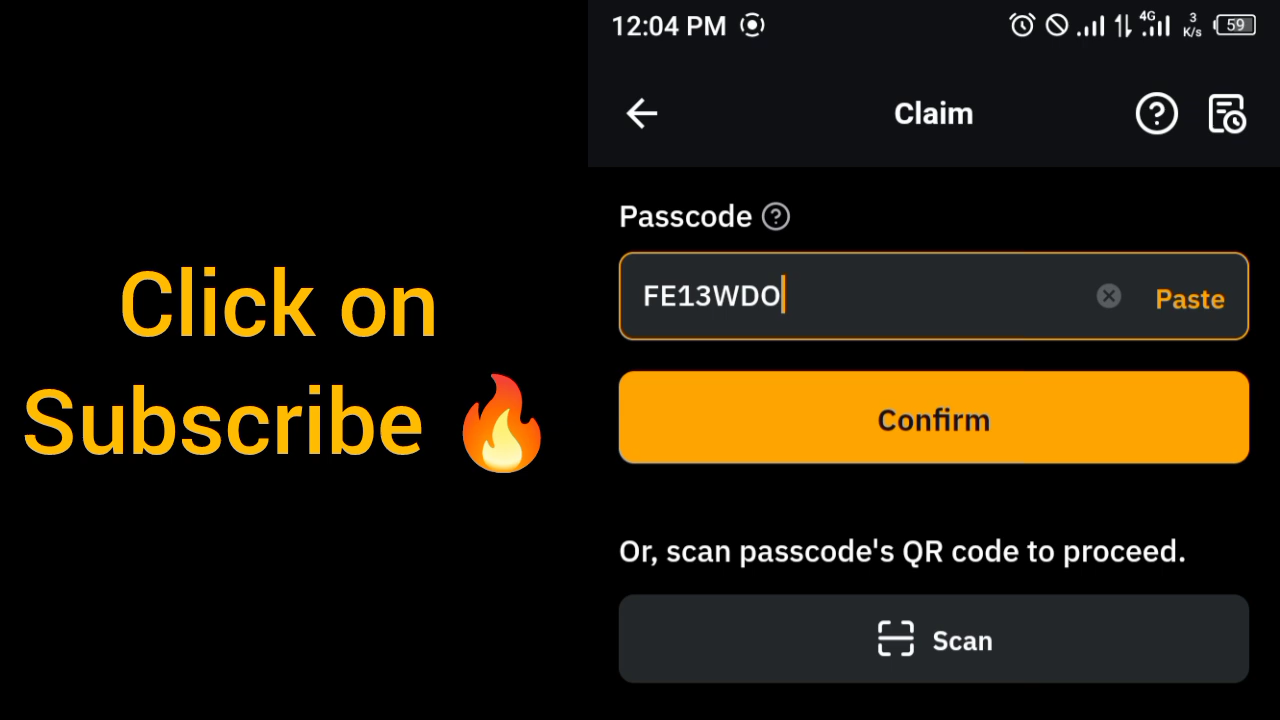 Click on
Subscribe 🔥
12:04 PM 4G 3 K/s 59
Claim
Passcode
FE13WDO
Paste
Confirm
Or, scan passcode's QR code to proceed.
Scan